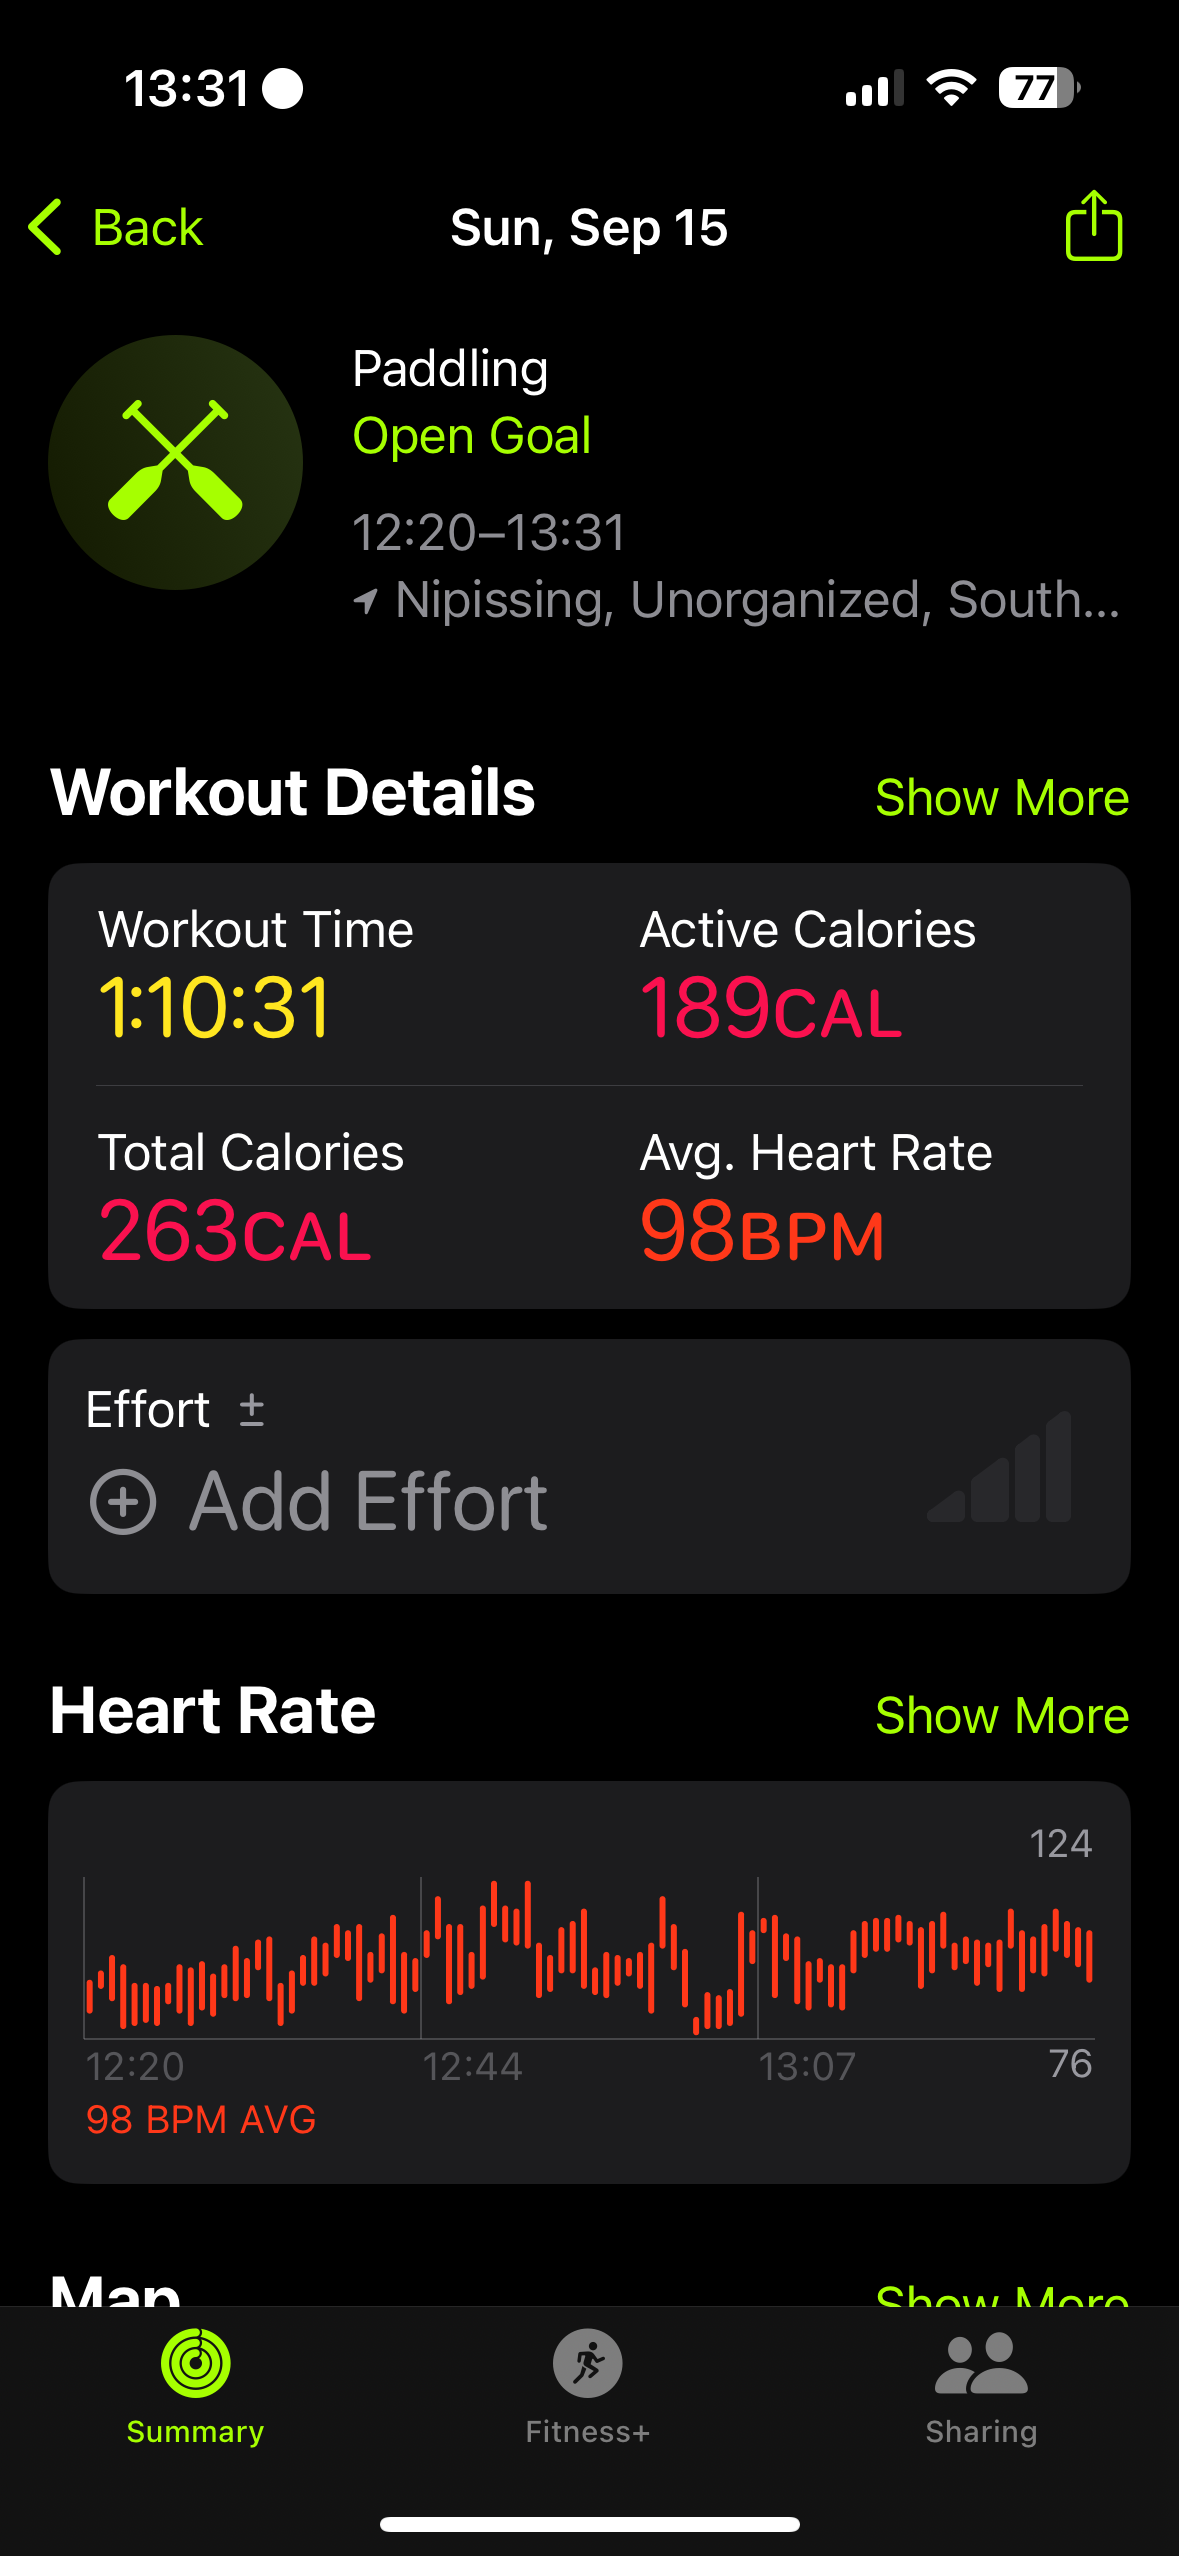 13:31
77
Back
Sun, Sep 15
Paddling
Open Goal
12:20–13:31
Nipissing, Unorganized, South...
Workout Details
Show More
Workout Time
Active Calories
1:10:31
189CAL
Total Calories
Avg. Heart Rate
263CAL
98BPM
Effort ±
Add Effort
Heart Rate
Show More
124
12:20
12:44
13:07
76
98 BPM AVG
Map
Show More
Summary
Fitness+
Sharing